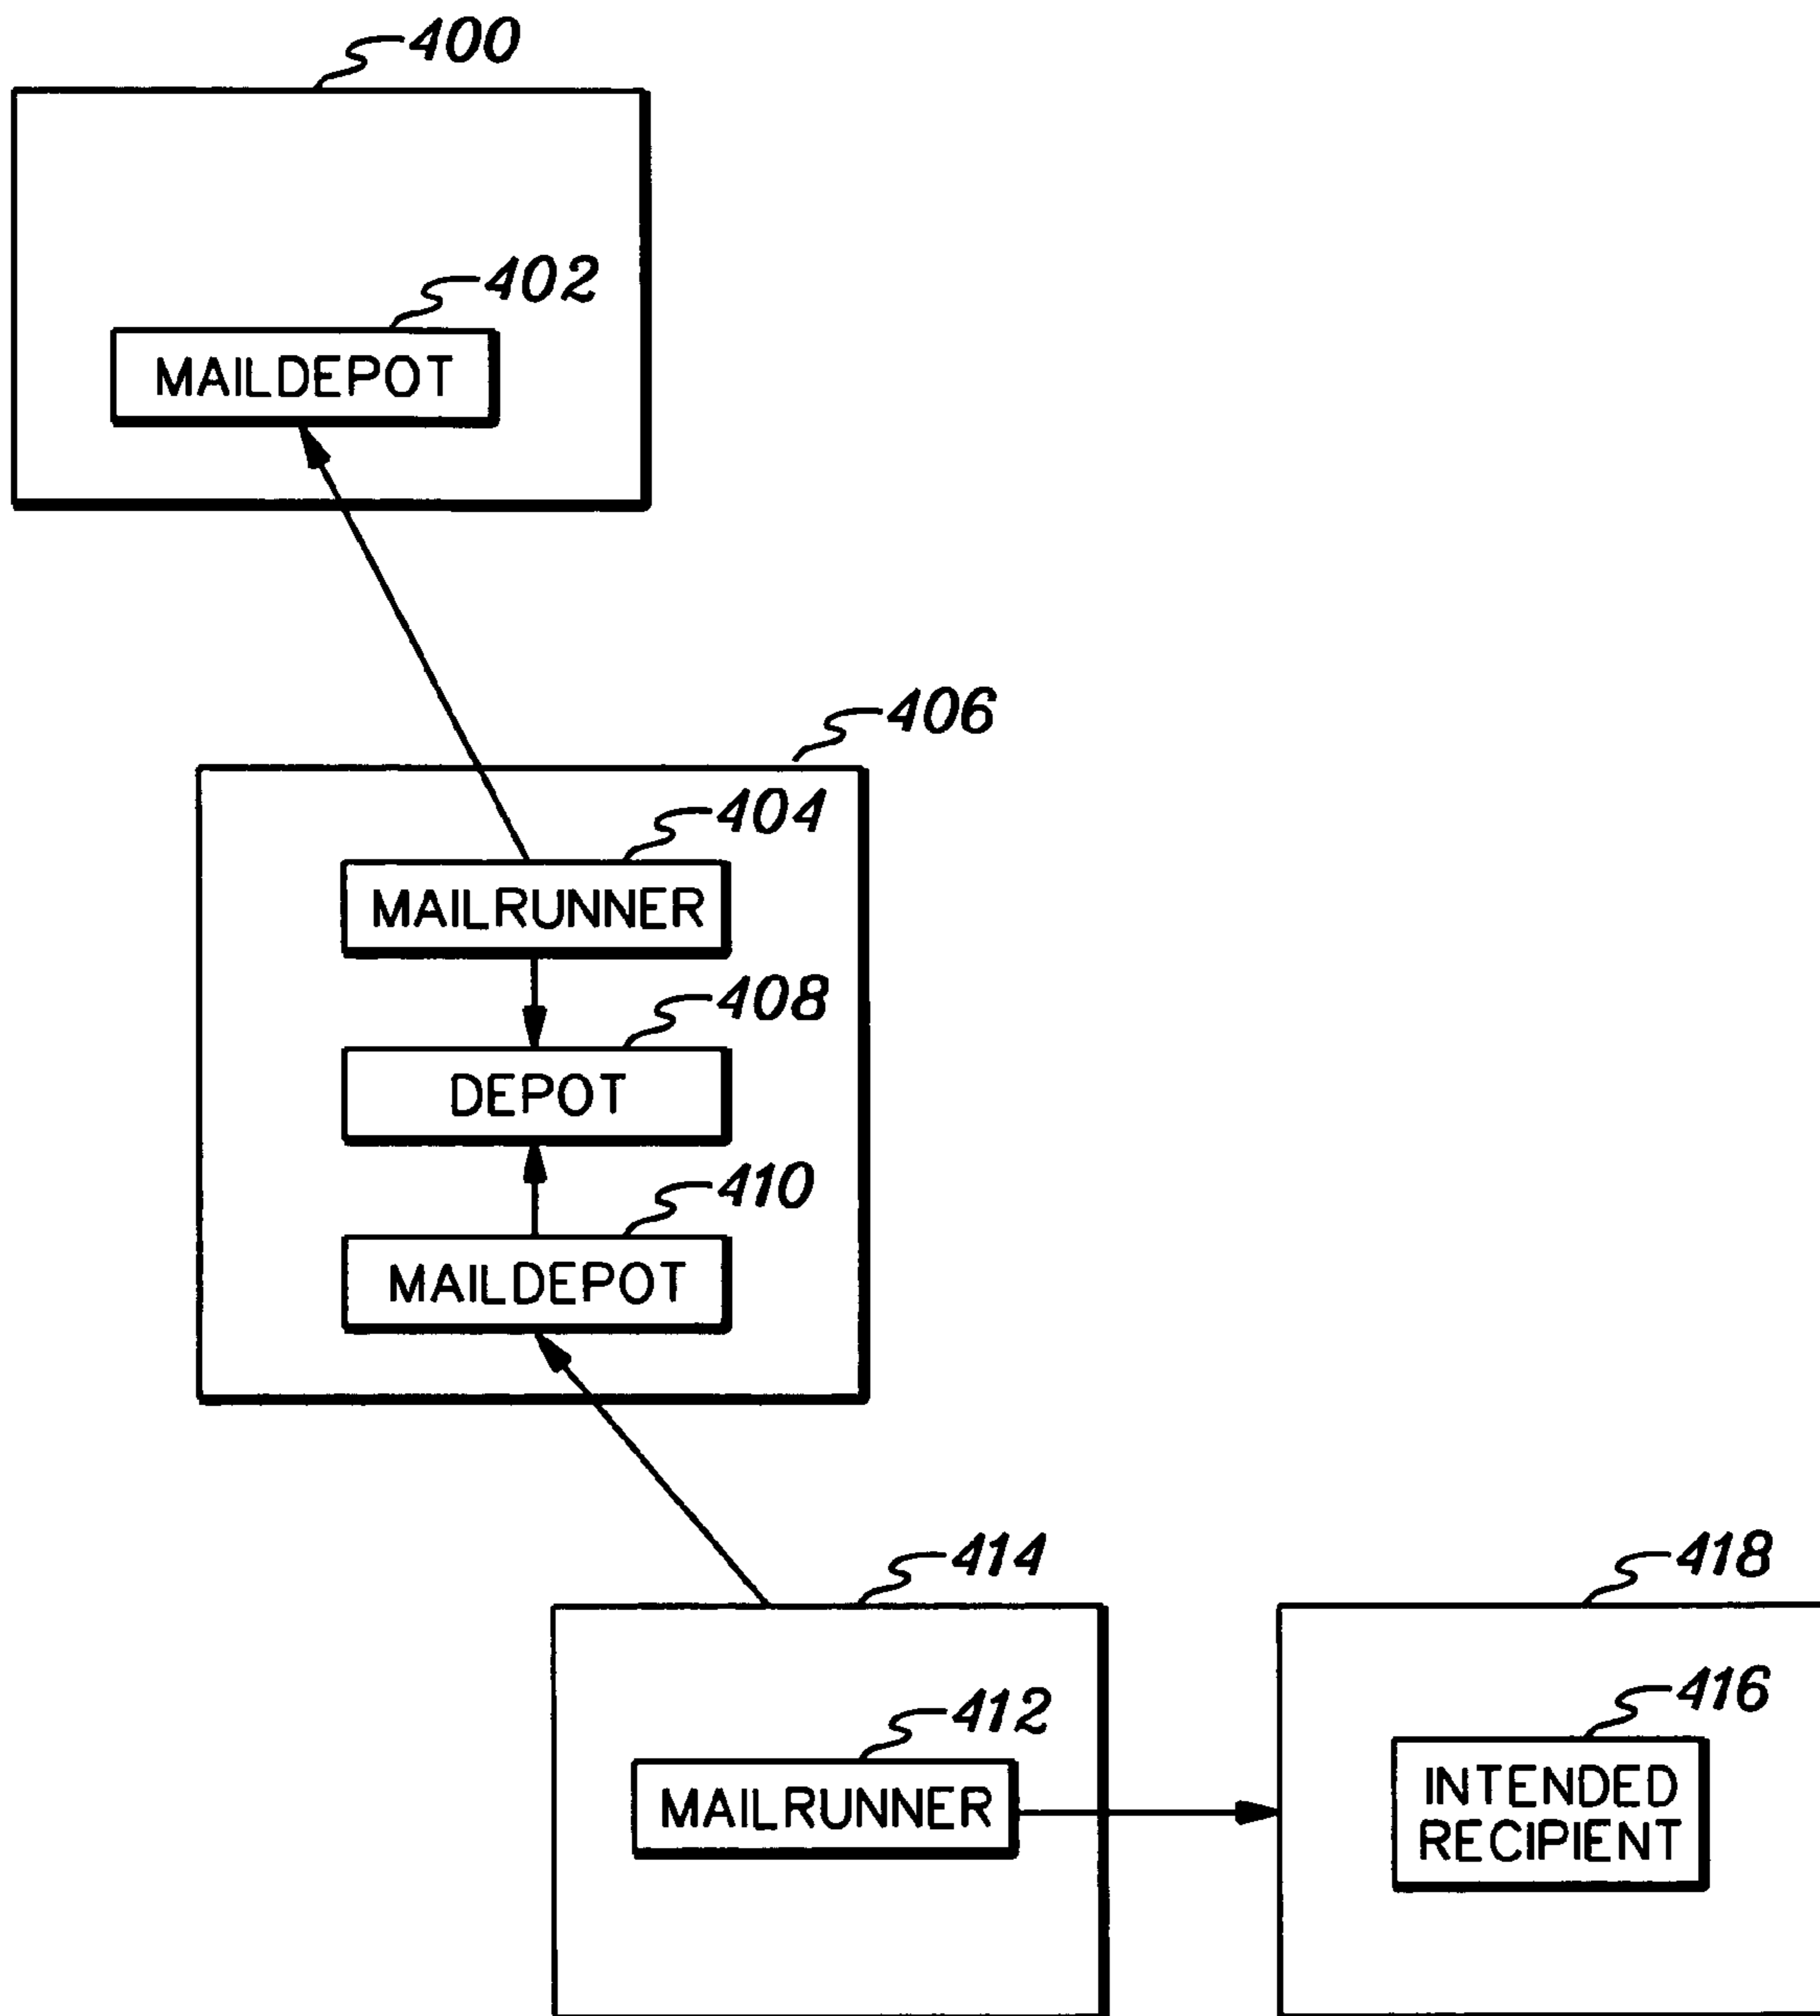 400
402
MAILDEPOT
406
404
MAILRUNNER
408
DEPOT
410
MAILDEPOT
414
418
412
416
MAILRUNNER
INTENDED
RECIPIENT